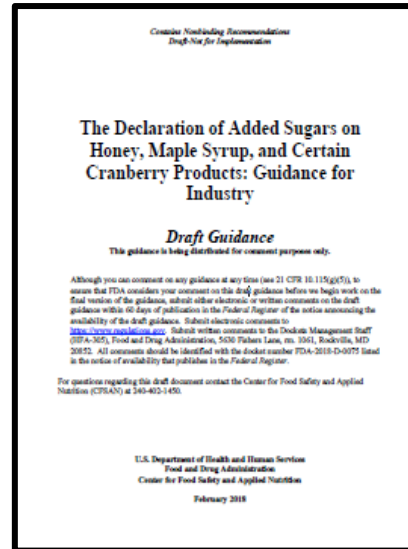 Contains Nonbinding Recommendations
Draft-Not for Implementation
The Declaration of Added Sugars on
Honey, Maple Syrup, and Certain
Cranberry Products: Guidance for
Industry
Draft Guidance
This guidance is being distributed for comment purposes only.
Although you can comment on any guidance at any time (see 21 CFR 10.115(g)(5)), to
ensure that FDA considers your comment on this draft guidance before we begin work on the
final version of the guidance, submit either electronic or written comments on the draft
guidance within 60 days of publication in the Federal Register of the notice announcing the
availability of the draft guidance. Submit electronic comments to
https://www.regulations.gov. Submit written comments to the Dockets Management Staff
(HFA-305), Food and Drug Administration, 5630 Fishers Lane, rm. 1061, Rockville, MD
20852. All comments should be identified with the docket number FDA-2018-D-0075 listed
in the notice of availability that publishes in the Federal Register.
For questions regarding this draft document contact the Center for Food Safety and Applied
Nutrition (CFSAN) at 240-402-1450.
U.S. Department of Health and Human Services
Food and Drug Administration
Center for Food Safety and Applied Nutrition
February 2018